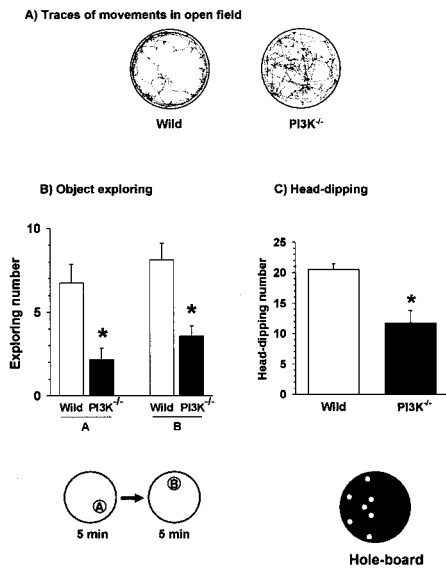 A) Traces of movements in open field
Wild PI3K-/-
B) Object exploring
C) Head-dipping
Exploring number
10
5
0
*
*
Wild PI3K-/- Wild PI3K-/-
A B
Head-dipping number
25
20
15
10
5
0
*
Wild PI3K-/-
A B
5 min 5 min
Hole-board